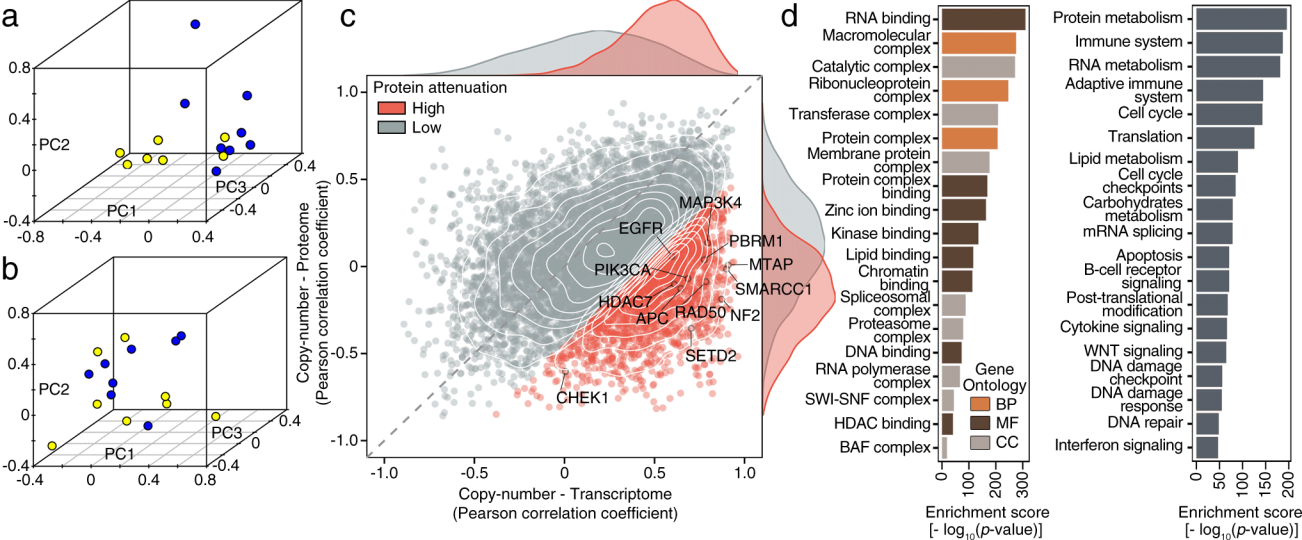 a
0.8
0.4
PC2
0
-0.4
-0.8
-0.4
0
0.4
PC1
PC3
-0.4
0
0.4
b
0.8
0.4
PC2
0
-0.4
-0.4
0
0.4
0.8
PC1
PC3
-0.4
0
0.4
c
Protein attenuation
High
Low
Copy-number - Proteome
(Pearson correlation coefficient)
1.0
0.5
0
-0.5
-1.0
MAP3K4
EGFR
PBRM1
PIK3CA
MTAP
SMARCC1
HDAC7
APC
RAD50
NF2
SETD2
CHEK1
-1.0
-0.5
0
0.5
1.0
Copy-number - Transcriptome
(Pearson correlation coefficient)
d
RNA binding
Macromolecular
complex
Catalytic complex
Ribonucleoprotein
complex
Transferase complex
Protein complex
Membrane protein
complex
Protein complex
binding
Zinc ion binding
Kinase binding
Lipid binding
Chromatin
binding
Spliceosomal
complex
Proteasome
complex
DNA binding
RNA polymerase
complex
SWI-SNF complex
HDAC binding
BAF complex
Gene
Ontology
BP
MF
CC
0
100
200
300
Enrichment score
[- log10(p-value)]
Protein metabolism
Immune system
RNA metabolism
Adaptive immune
system
Cell cycle
Translation
Lipid metabolism
Cell cycle
checkpoints
Carbohydrates
metabolism
mRNA splicing
Apoptosis
B-cell receptor
signaling
Post-translational
modification
Cytokine signaling
WNT signaling
DNA damage
checkpoint
DNA damage
response
DNA repair
Interferon signaling
0
50
100
150
200
Enrichment score
[- log10(p-value)]